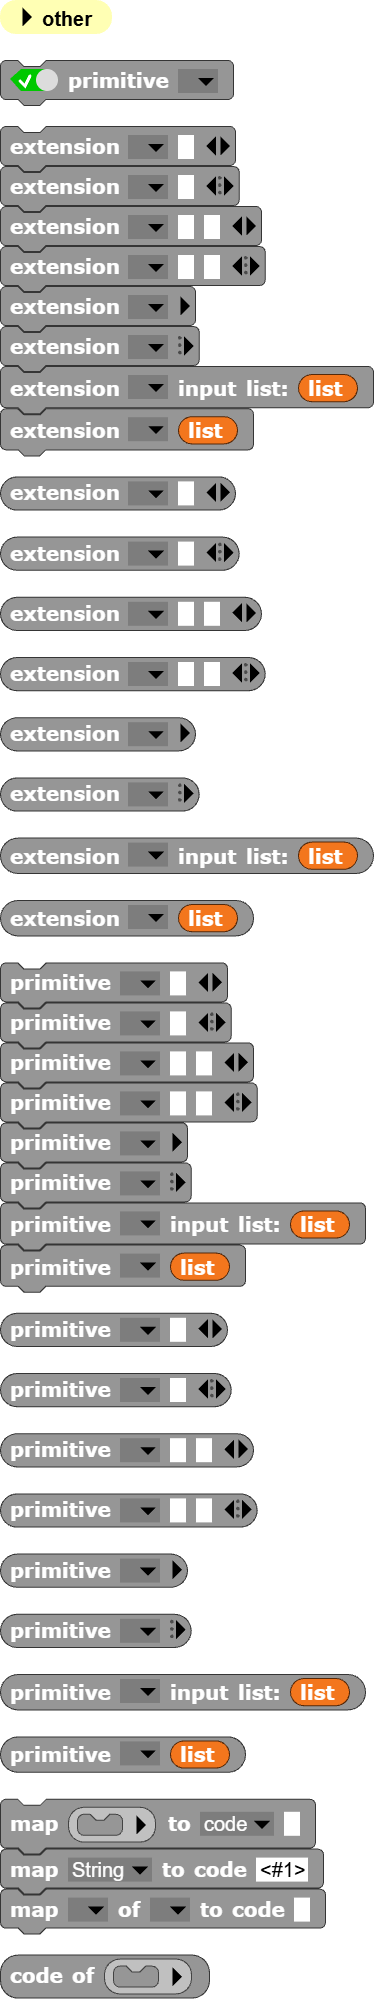 other
primitive
extension
extension
extension
extension
extension
extension
extension input list: list
extension list
extension
extension
extension
extension
extension
extension
extension input list: list
extension list
primitive
primitive
primitive
primitive
primitive
primitive
primitive input list: list
primitive list
primitive
primitive
primitive
primitive
primitive
primitive
primitive input list: list
primitive list
map to code
map String to code <#1>
map of to code
code of